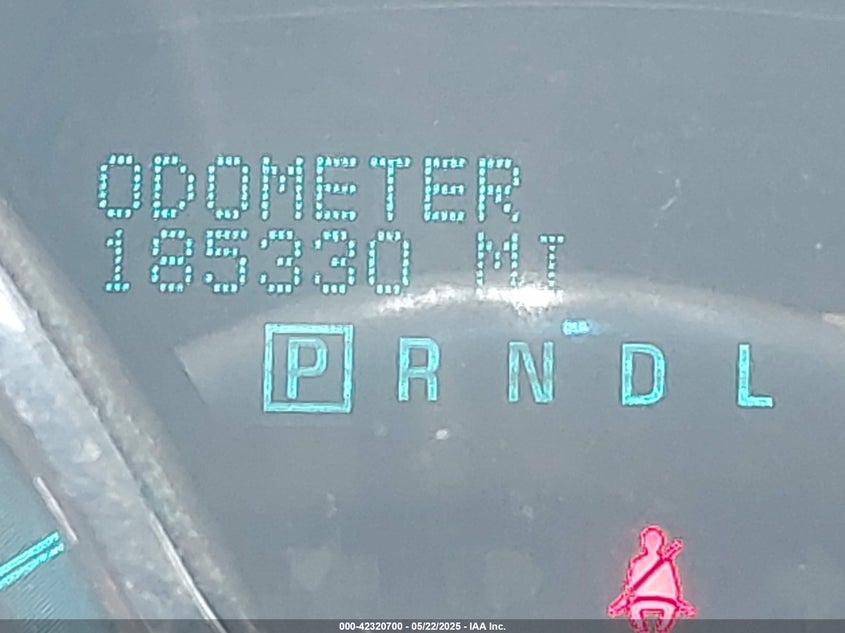 ODOMETER
185330 MI
P R N D L
000-42320700 - 05/22/2025 - IAA Inc.